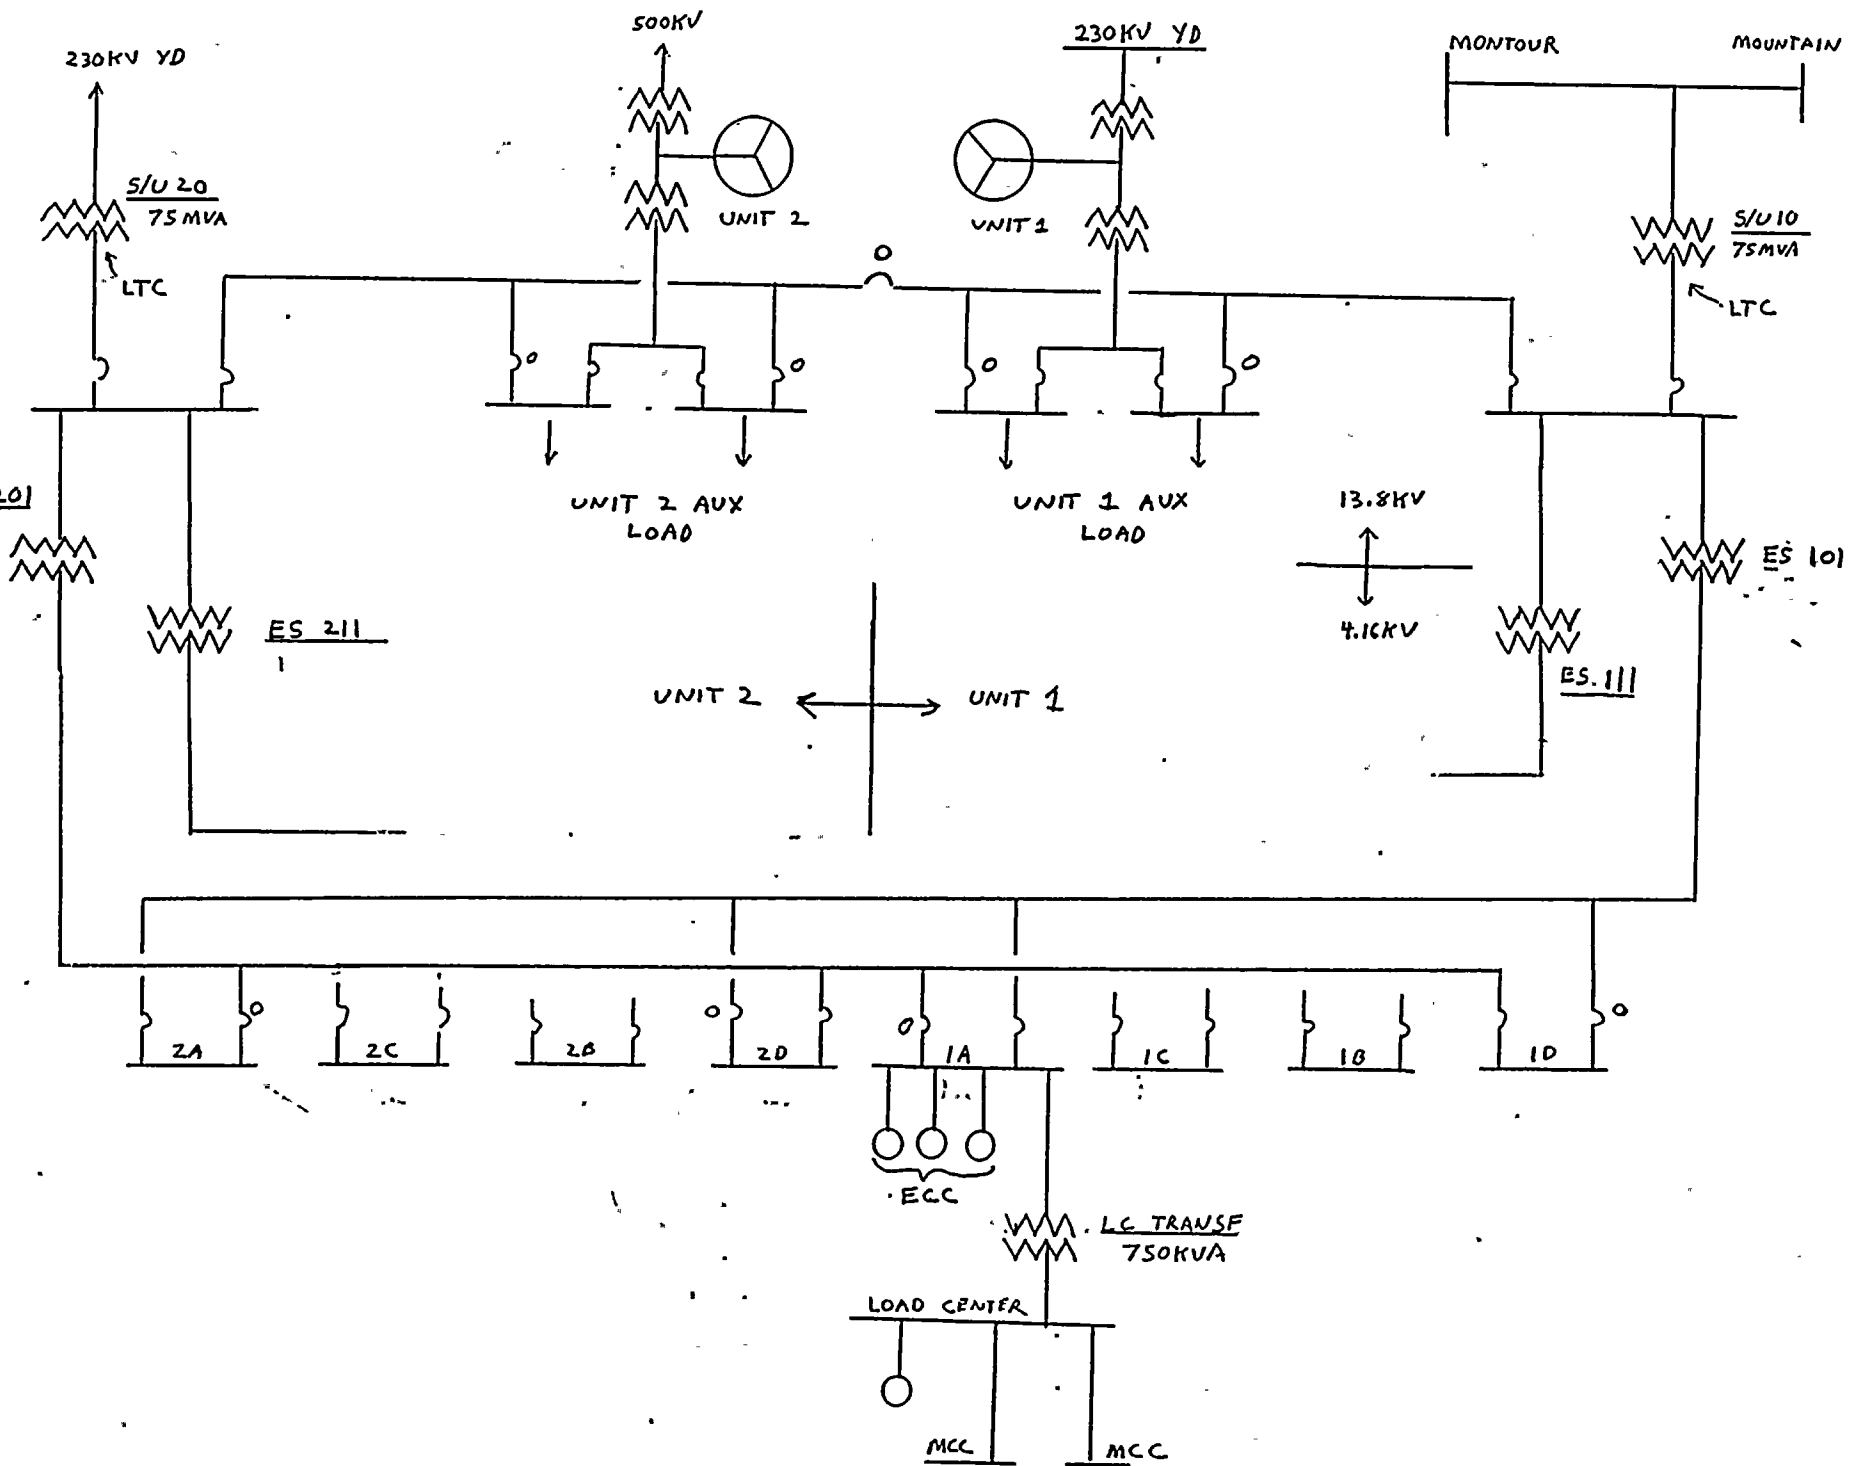 500KV
230KV YD
MONTOUR
MOUNTAIN
230KV YD
S/U 20
75MVA
LTC
UNIT 2
UNIT 1
S/U10
75MVA
LTC
O
O
O
O
O
201
UNIT 2 AUX
LOAD
UNIT 1 AUX
LOAD
13.8KV
4.16KV
ES 101
ES 211
ES.111
UNIT 2
UNIT 1
O
O
O
O
2A
2C
2B
2D
1A
1C
1B
1D
ECC
LC TRANSF
750KVA
LOAD CENTER
MCC
MCC